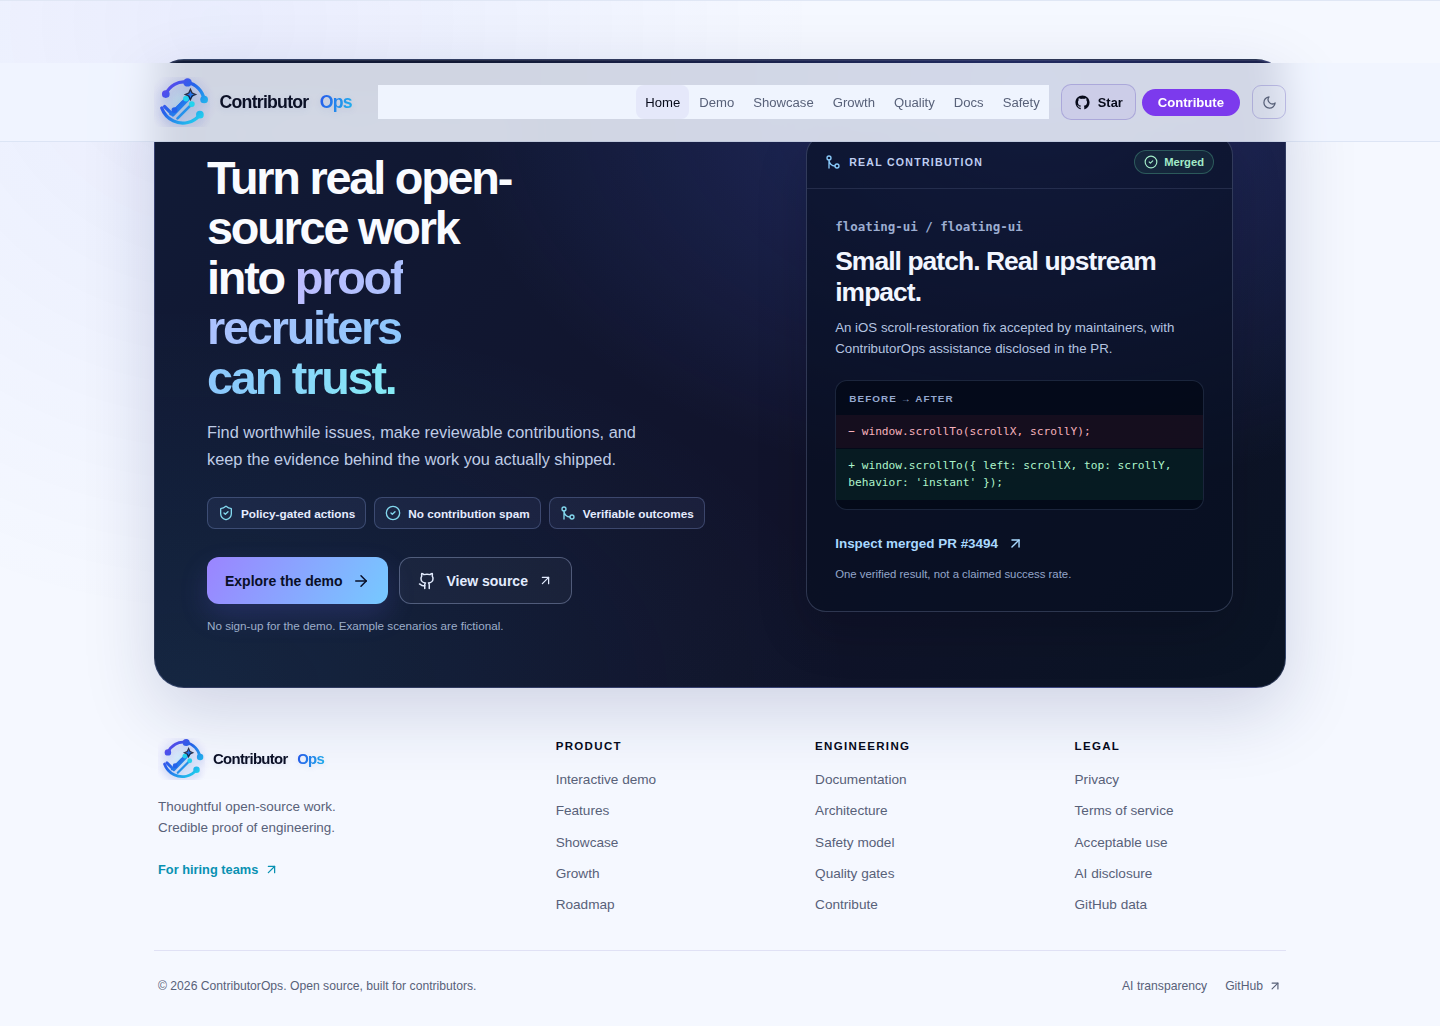 Contributor Ops
Home Demo Showcase Growth Quality Docs Safety
Star
Contribute
Turn real open-
source work
into proof
recruiters
can trust.
Find worthwhile issues, make reviewable contributions, and
keep the evidence behind the work you actually shipped.
Policy-gated actions
No contribution spam
Verifiable outcomes
Explore the demo →
View source ↗
No sign-up for the demo. Example scenarios are fictional.
REAL CONTRIBUTION
Merged
floating-ui / floating-ui
Small patch. Real upstream
impact.
An iOS scroll-restoration fix accepted by maintainers, with
ContributorOps assistance disclosed in the PR.
BEFORE → AFTER
− window.scrollTo(scrollX, scrollY);
+ window.scrollTo({ left: scrollX, top: scrollY,
behavior: 'instant' });
Inspect merged PR #3494 ↗
One verified result, not a claimed success rate.
Contributor Ops
Thoughtful open-source work.
Credible proof of engineering.
For hiring teams ↗
PRODUCT
Interactive demo
Features
Showcase
Growth
Roadmap
ENGINEERING
Documentation
Architecture
Safety model
Quality gates
Contribute
LEGAL
Privacy
Terms of service
Acceptable use
AI disclosure
GitHub data
© 2026 ContributorOps. Open source, built for contributors.
AI transparency
GitHub ↗